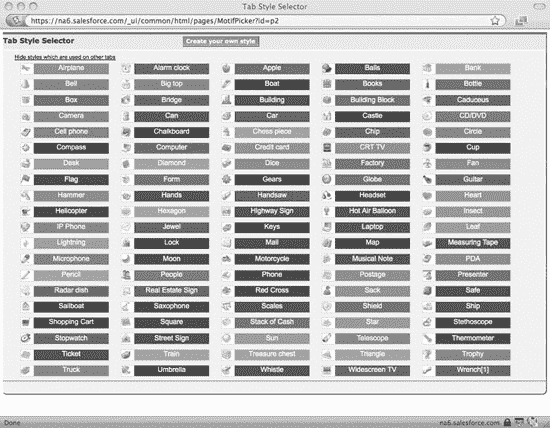 Tab Style Selector
https://na6.salesforce.com/_ui/common/html/pages/MotifPicker?id=p2
Tab Style Selector Create your own style
Hide styles which are used on other tabs
Airplane Alarm clock Apple Balls Bank
Bell Big top Boat Books Bottle
Box Bridge Building Building Block Caduceus
Camera Can Car Castle CD/DVD
Cell phone Chalkboard Chess piece Chip Circle
Compass Computer Credit card CRT TV Cup
Desk Diamond Dice Factory Fan
Flag Form Gears Globe Guitar
Hammer Hands Handsaw Headset Heart
Helicopter Hexagon Highway Sign Hot Air Balloon Insect
IP Phone Jewel Keys Laptop Leaf
Lightning Lock Mail Map Measuring Tape
Microphone Moon Motorcycle Musical Note PDA
Pencil People Phone Postage Presenter
Radar dish Real Estate Sign Red Cross Sack Safe
Sailboat Saxophone Scales Shield Ship
Shopping Cart Square Stack of Cash Star Stethoscope
Stopwatch Street Sign Sun Telescope Thermometer
Ticket Train Treasure chest Triangle Trophy
Truck Umbrella Whistle Widescreen TV Wrench[1]
Done na6.salesforce.com